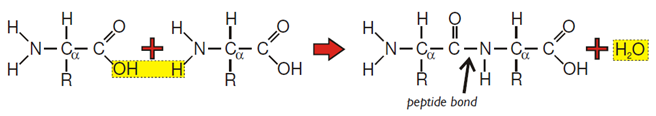 H H O H H O H H O H O
N–Cα–C + N–Cα–C N–Cα–C–N–Cα–C + H₂O
H R OH H R OH H R H R OH
peptide bond